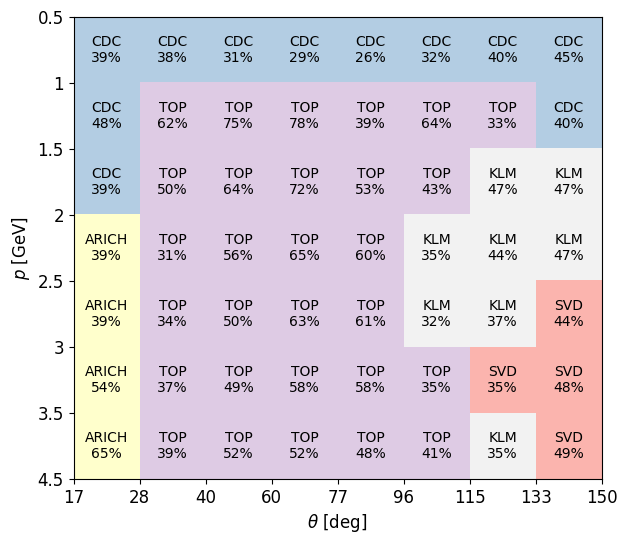 0.5
CDC CDC CDC CDC CDC CDC CDC CDC
39% 38% 31% 29% 26% 32% 40% 45%
1
CDC TOP TOP TOP TOP TOP TOP CDC
48% 62% 75% 78% 39% 64% 33% 40%
1.5
CDC TOP TOP TOP TOP TOP KLM KLM
39% 50% 64% 72% 53% 43% 47% 47%
2
ARICH TOP TOP TOP TOP KLM KLM KLM
39% 31% 56% 65% 60% 35% 44% 47%
2.5
ARICH TOP TOP TOP TOP KLM KLM SVD
39% 34% 50% 63% 61% 32% 37% 44%
3
ARICH TOP TOP TOP TOP TOP SVD SVD
54% 37% 49% 58% 58% 35% 35% 48%
3.5
ARICH TOP TOP TOP TOP TOP KLM SVD
65% 39% 52% 52% 48% 41% 35% 49%
4.5
17 28 40 60 77 96 115 133 150
θ [deg]
p [GeV]